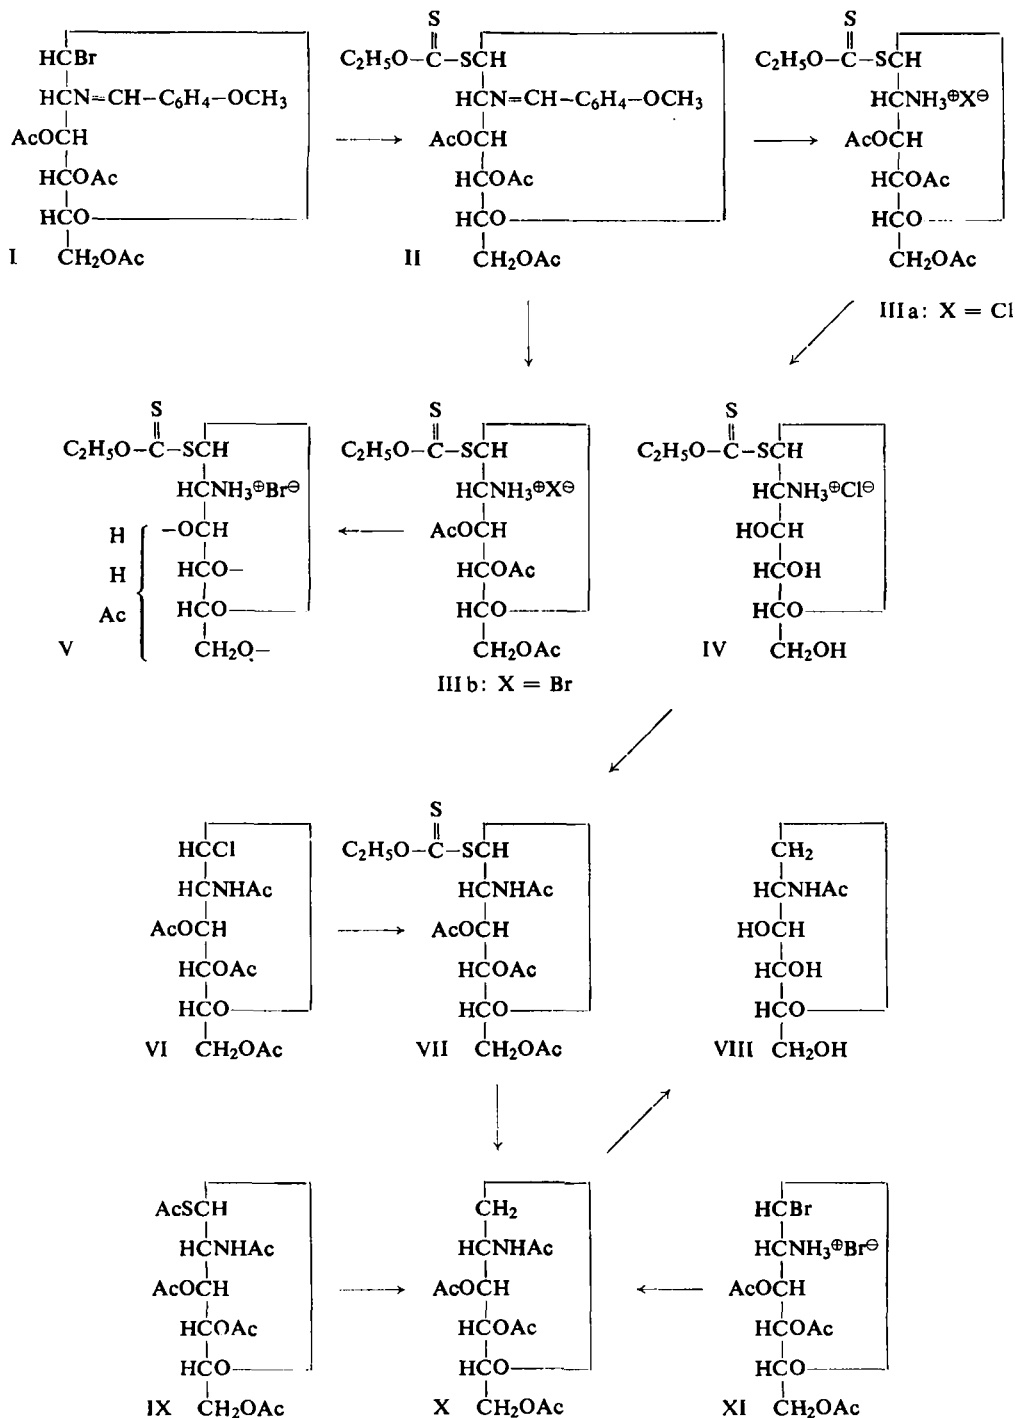 S S
HCBr C₂H₅O–C–SCH C₂H₅O–C–SCH
HCN=CH–C₆H₄–OCH₃ HCN=CH–C₆H₄–OCH₃ HCNH₃⊕X⊖
AcOCH AcOCH AcOCH
HCOAc HCOAc HCOAc
HCO HCO HCO
I CH₂OAc II CH₂OAc CH₂OAc
IIIa: X = Cl
S S S
C₂H₅O–C–SCH C₂H₅O–C–SCH C₂H₅O–C–SCH
HCNH₃⊕Br⊖ HCNH₃⊕X⊖ HCNH₃⊕Cl⊖
H –OCH AcOCH HOCH
H HCO– HCOAc HCOH
Ac HCO HCO HCO
V CH₂O– CH₂OAc IV CH₂OH
IIIb: X = Br
S
HCCl C₂H₅O–C–SCH CH₂
HCNHAc HCNHAc HCNHAc
AcOCH AcOCH HOCH
HCOAc HCOAc HCOH
HCO HCO HCO
VI CH₂OAc VII CH₂OAc VIII CH₂OH
AcSCH CH₂ HCBr
HCNHAc HCNHAc HCNH₃⊕Br⊖
AcOCH AcOCH AcOCH
HCOAc HCOAc HCOAc
HCO HCO HCO
IX CH₂OAc X CH₂OAc XI CH₂OAc